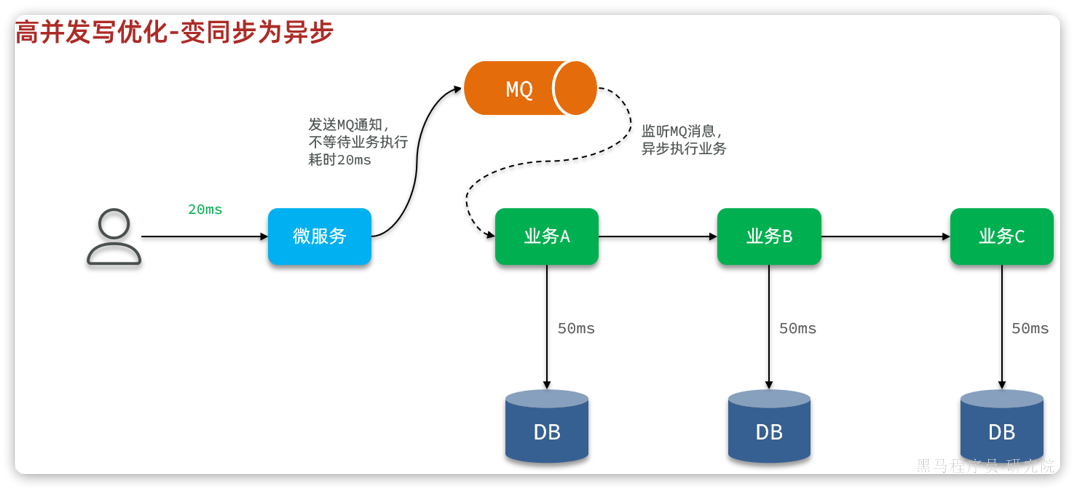 高并发写优化-变同步为异步
MQ
发送MQ通知,
不等待业务执行
耗时20ms
监听MQ消息,
异步执行业务
20ms
微服务
业务A
业务B
业务C
50ms
50ms
50ms
DB
DB
DB
黑马程序员-研究院